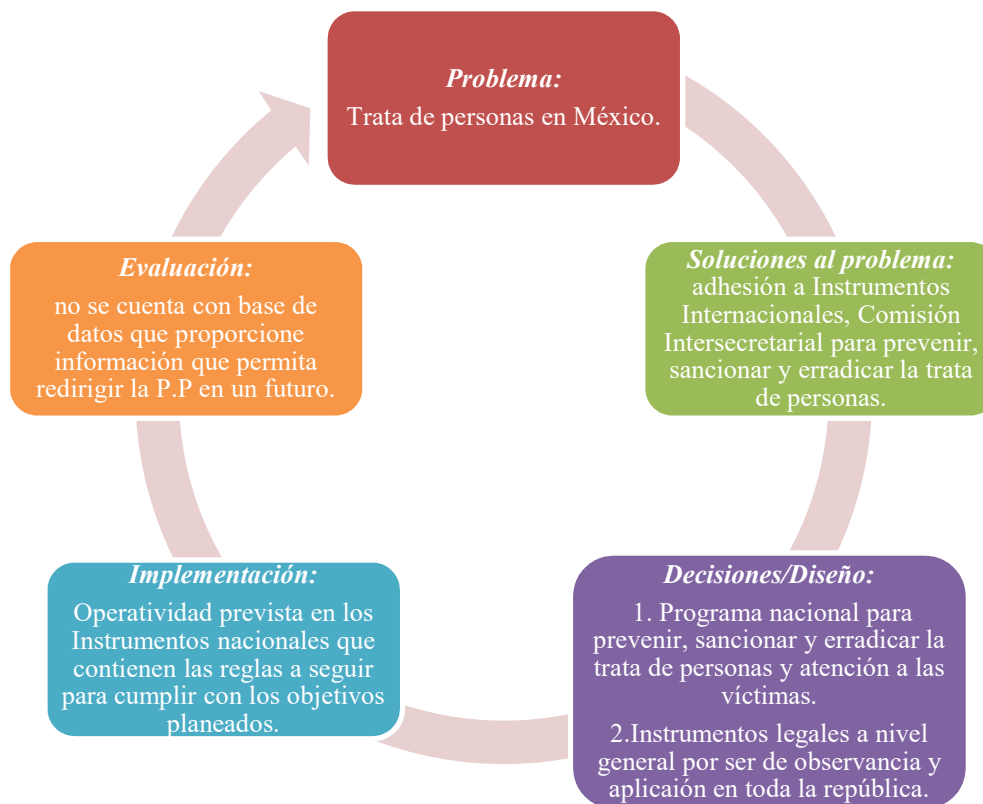 Problema:
Trata de personas en México.
Soluciones al problema:
adhesión a Instrumentos
Internacionales, Comisión
Intersecretarial para prevenir,
sancionar y erradicar la trata
de personas.
Decisiones/Diseño:
1. Programa nacional para
prevenir, sancionar y erradicar la
trata de personas y atención a las
víctimas.
2.Instrumentos legales a nivel
general por ser de observancia y
aplicaión en toda la república.
Implementación:
Operatividad prevista en los
Instrumentos nacionales que
contienen las reglas a seguir
para cumplir con los objetivos
planeados.
Evaluación:
no se cuenta con base de
datos que proporcione
información que permita
redirigir la P.P en un futuro.